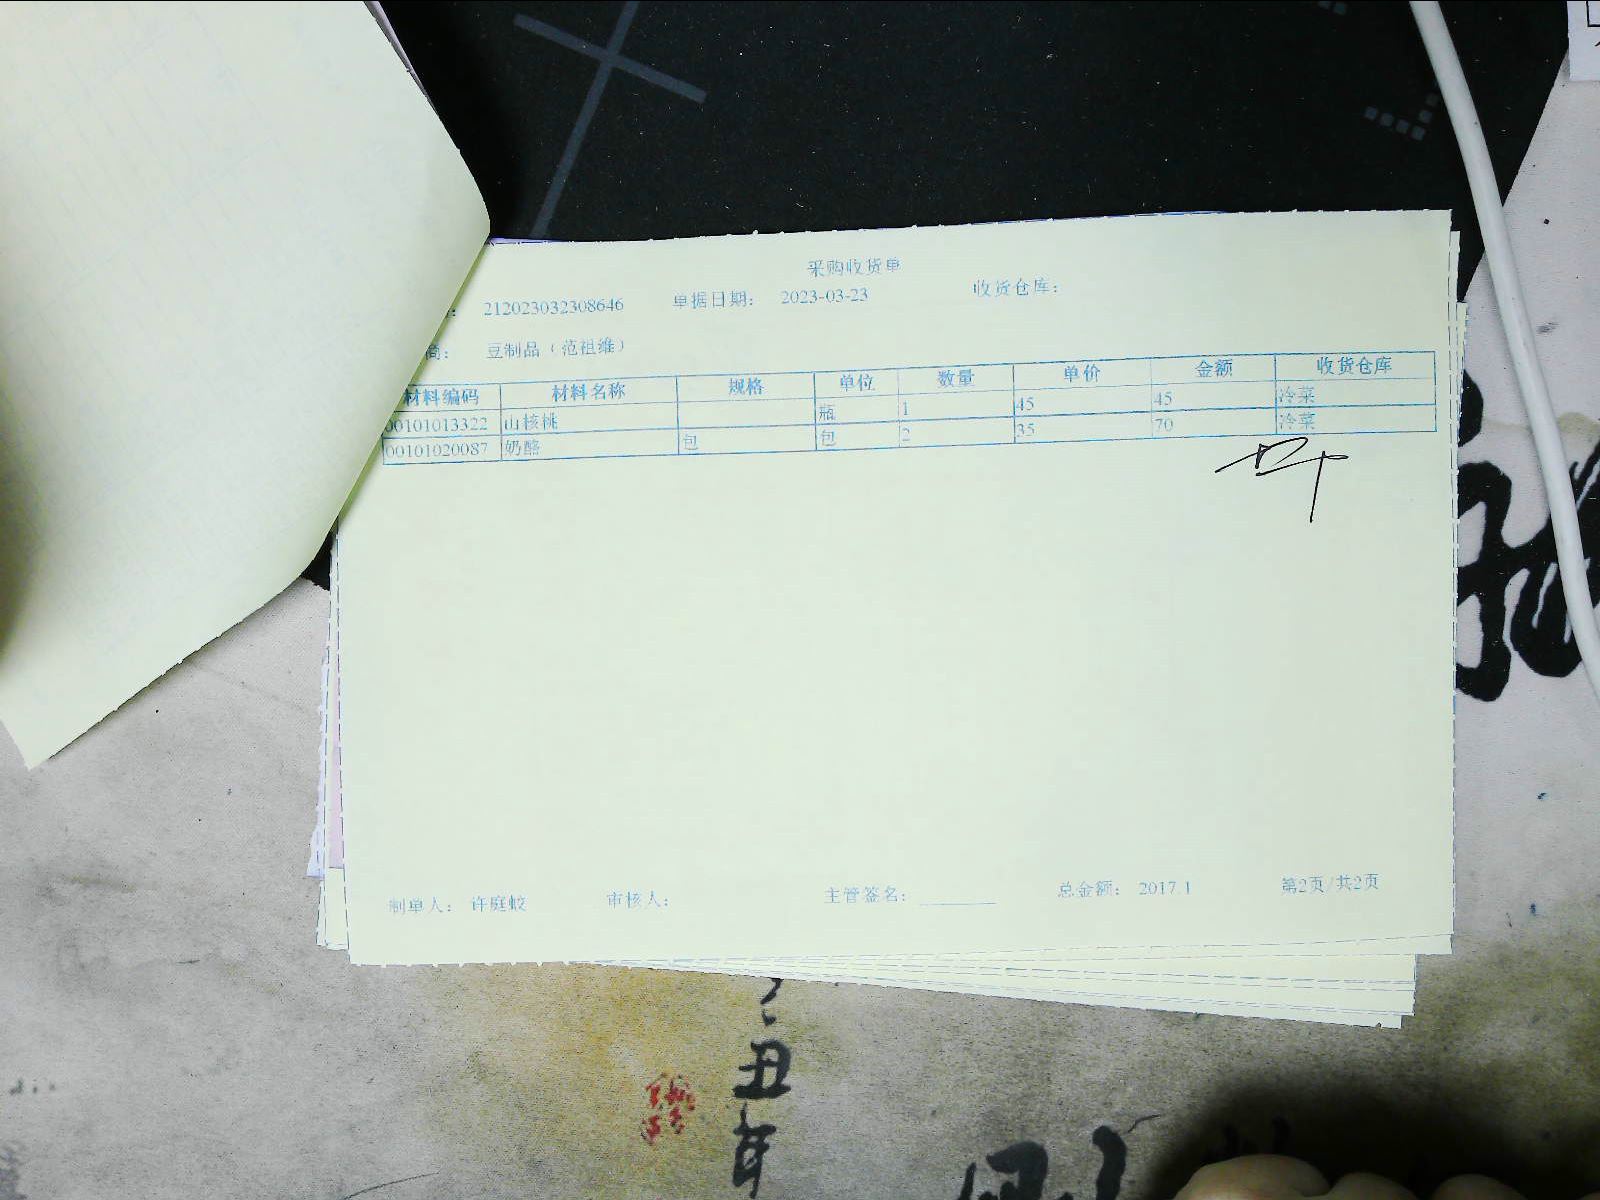 采购收货单
212023032308646 单据日期: 2023-03-23 收货仓库:
商: 豆制品(范祖维)
材料编码 材料名称 规格 单位 数量 单价 金额 收货仓库
00101013322 山核桃 瓶 1 45 45 冷菜
00101020087 奶酪 包 包 2 35 70 冷菜
制单人: 许庭蛟 审核人: 主管签名: 总金额: 2017.1 第2页/共2页
丑年